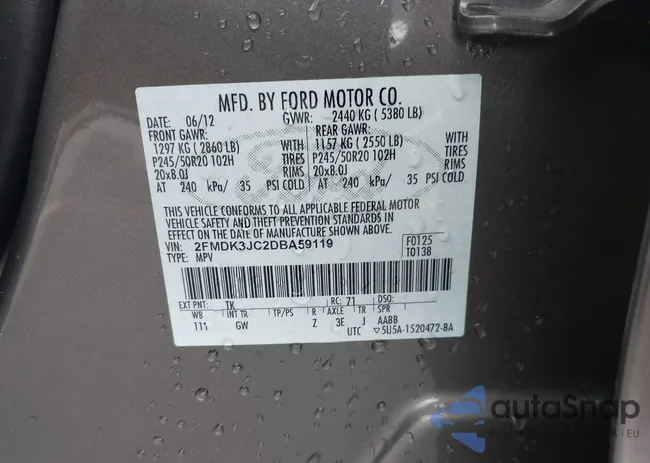 MFD. BY FORD MOTOR CO.
DATE: 06/12 GVWR: 2440 KG ( 5380 LB)
FRONT GAWR: REAR GAWR:
1297 KG ( 2860 LB) WITH 1157 KG ( 2550 LB) WITH
P245/50R20 102H TIRES P245/50R20 102H TIRES
20x8.0J RIMS 20x8.0J RIMS
AT 240 kPa/ 35 PSI COLD AT 240 kPa/ 35 PSI COLD
THIS VEHICLE CONFORMS TO ALL APPLICABLE FEDERAL MOTOR
VEHICLE SAFETY AND THEFT PREVENTION STANDARDS IN
EFFECT ON THE DATE OF MANUFACTURE SHOWN ABOVE.
VIN: 2FMDK3JC2DBA59119 F0125
TYPE: MPV T0138
EXT PNT: TK RC: 71 DSO:
WB INT TR TP/PS R AXLE TR SPR
111 GW Z 3E J AABB
UTC 5U5A-1520472-BA
Ford
autoSnap
EU